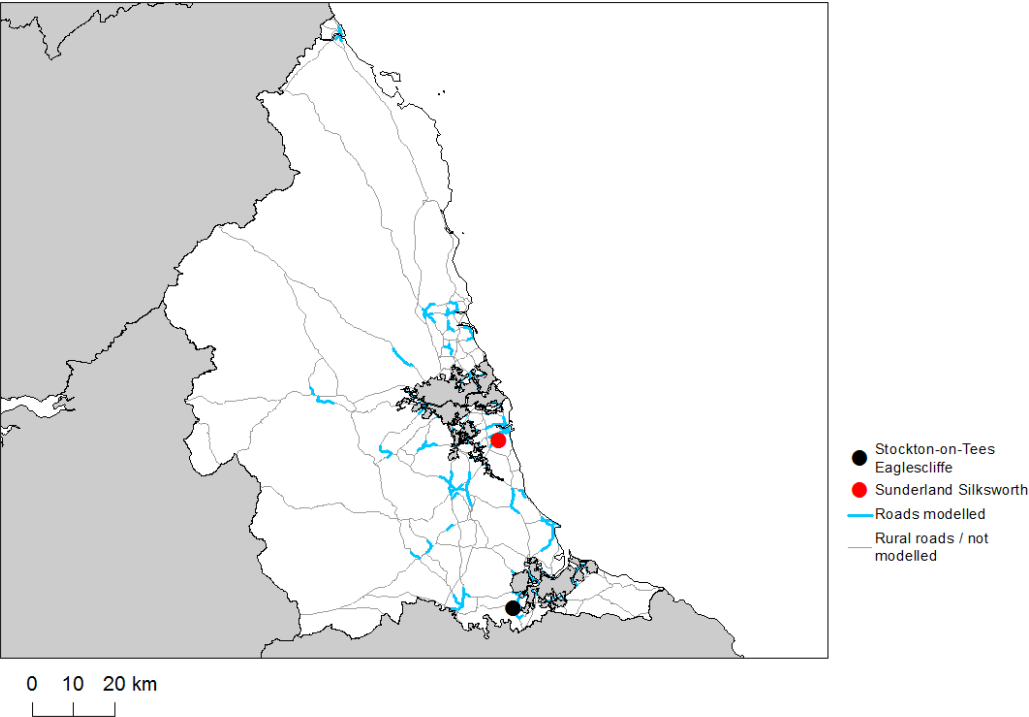 Stockton-on-Tees
Eaglescliffe
Sunderland Silksworth
Roads modelled
Rural roads / not
modelled
0 10 20 km